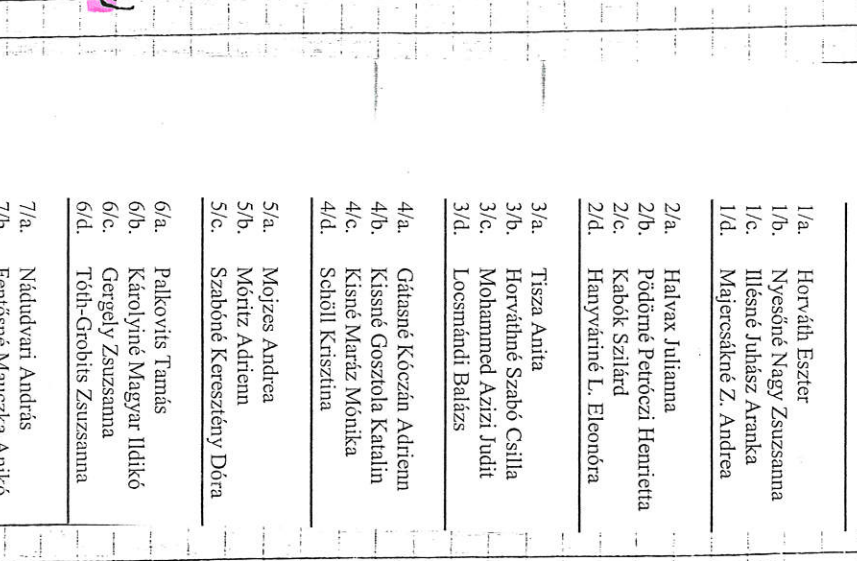 1/a. Horváth Eszter
1/b. Nyesőné Nagy Zsuzsanna
1/c. Illésné Juhász Aranka
1/d. Majercsákné Z. Andrea
2/a. Halvax Julianna
2/b. Pödörné Petróczi Henrietta
2/c. Kabók Szilárd
2/d. Hanyváriné L. Eleonóra
3/a. Tisza Anita
3/b. Horváthné Szabó Csilla
3/c. Mohammed Azizi Judit
3/d. Locsmándi Balázs
4/a. Gátasné Kóczán Adrienn
4/b. Kissné Gosztola Katalin
4/c. Kisné Maráz Mónika
4/d. Schöll Krisztina
5/a. Mojzes Andrea
5/b. Móritz Adrienn
5/c. Szabóné Keresztény Dóra
6/a. Palkovits Tamás
6/b. Károlyiné Magyar Ildikó
6/c. Gergely Zsuzsanna
6/d. Tóth-Grobits Zsuzsanna
7/a. Nádudvari András
7/b. Anikó